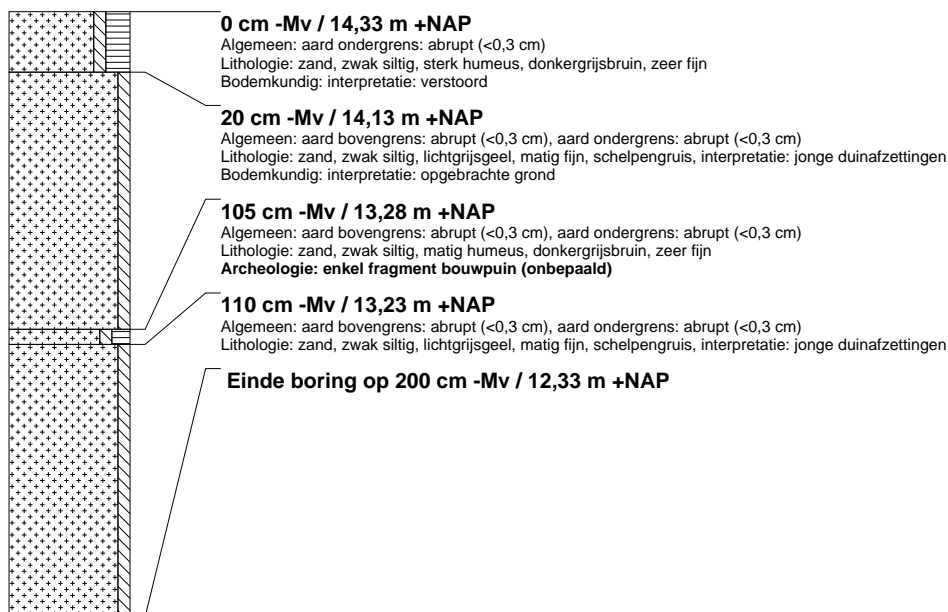 0 cm -Mv / 14,33 m +NAP
Algemeen: aard ondergrens: abrupt (<0,3 cm)
Lithologie: zand, zwak siltig, sterk humeus, donkergrijsbruin, zeer fijn
Bodemkundig: interpretatie: verstoord
20 cm -Mv / 14,13 m +NAP
Algemeen: aard bovengrens: abrupt (<0,3 cm), aard ondergrens: abrupt (<0,3 cm)
Lithologie: zand, zwak siltig, lichtgrijsgeel, matig fijn, schelpengruis, interpretatie: jonge duinafzettingen
Bodemkundig: interpretatie: opgebrachte grond
105 cm -Mv / 13,28 m +NAP
Algemeen: aard bovengrens: abrupt (<0,3 cm), aard ondergrens: abrupt (<0,3 cm)
Lithologie: zand, zwak siltig, matig humeus, donkergrijsbruin, zeer fijn
Archeologie: enkel fragment bouwpuin (onbepaald)
110 cm -Mv / 13,23 m +NAP
Algemeen: aard bovengrens: abrupt (<0,3 cm), aard ondergrens: abrupt (<0,3 cm)
Lithologie: zand, zwak siltig, lichtgrijsgeel, matig fijn, schelpengruis, interpretatie: jonge duinafzettingen
Einde boring op 200 cm -Mv / 12,33 m +NAP